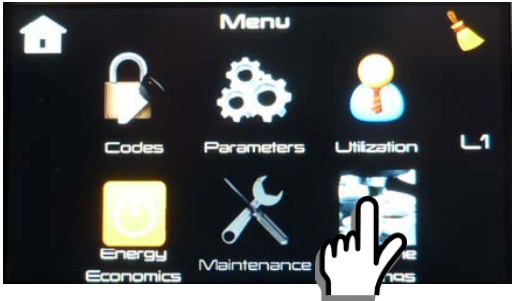 Menu
Codes
Parameters
Utilization
L1
Energy
Economics
Maintenance